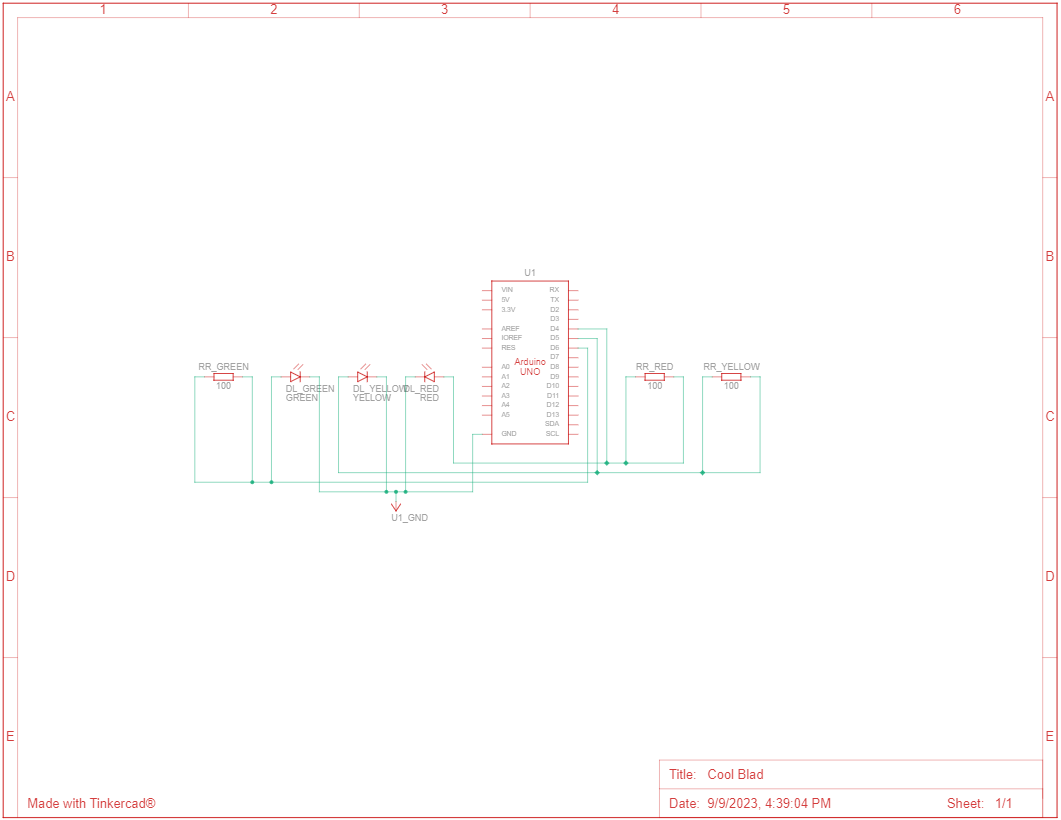 1 2 3 4 5 6
A A
B B
C C
D D
E E
U1
VIN RX
5V TX
3.3V D2
D3
AREF D4
IOREF D5
RES D6
D7
A0 D8
A1 D9
A2 D10
A3 D11
A4 D12
A5 D13
SDA
GND SCL
Arduino
UNO
RR_GREEN
100
DL_GREEN
GREEN
DL_YELLOW
YELLOW
DL_RED
RED
RR_RED
100
RR_YELLOW
100
U1_GND
Title: Cool Blad
Made with Tinkercad®
Date: 9/9/2023, 4:39:04 PM Sheet: 1/1